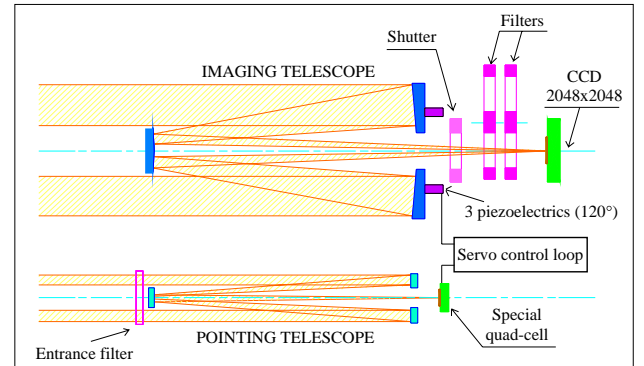 Filters
Shutter
IMAGING TELESCOPE
CCD
2048x2048
3 piezoelectrics (120°)
Servo control loop
POINTING TELESCOPE
Special
quad-cell
Entrance filter